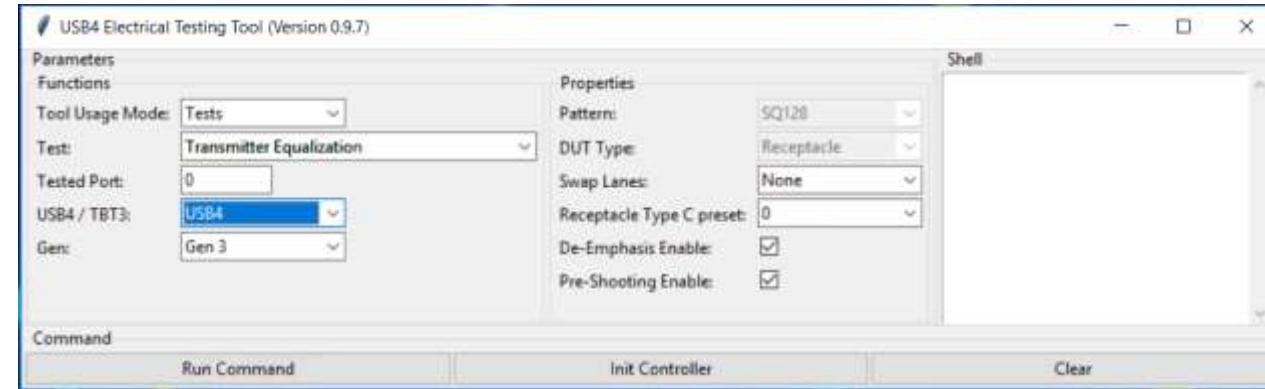 USB4 Electrical Testing Tool (Version 0.9.7)
Parameters
Functions
Tool Usage Mode: Tests
Test: Transmitter Equalization
Tested Port: 0
USB4 / TBT3: USB4
Gen: Gen 3
Properties
Pattern: SQ128
DUT Type: Receptacle
Swap Lanes: None
Receptacle Type C preset: 0
De-Emphasis Enable:
Pre-Shooting Enable:
Shell
Command
Run Command
Init Controller
Clear